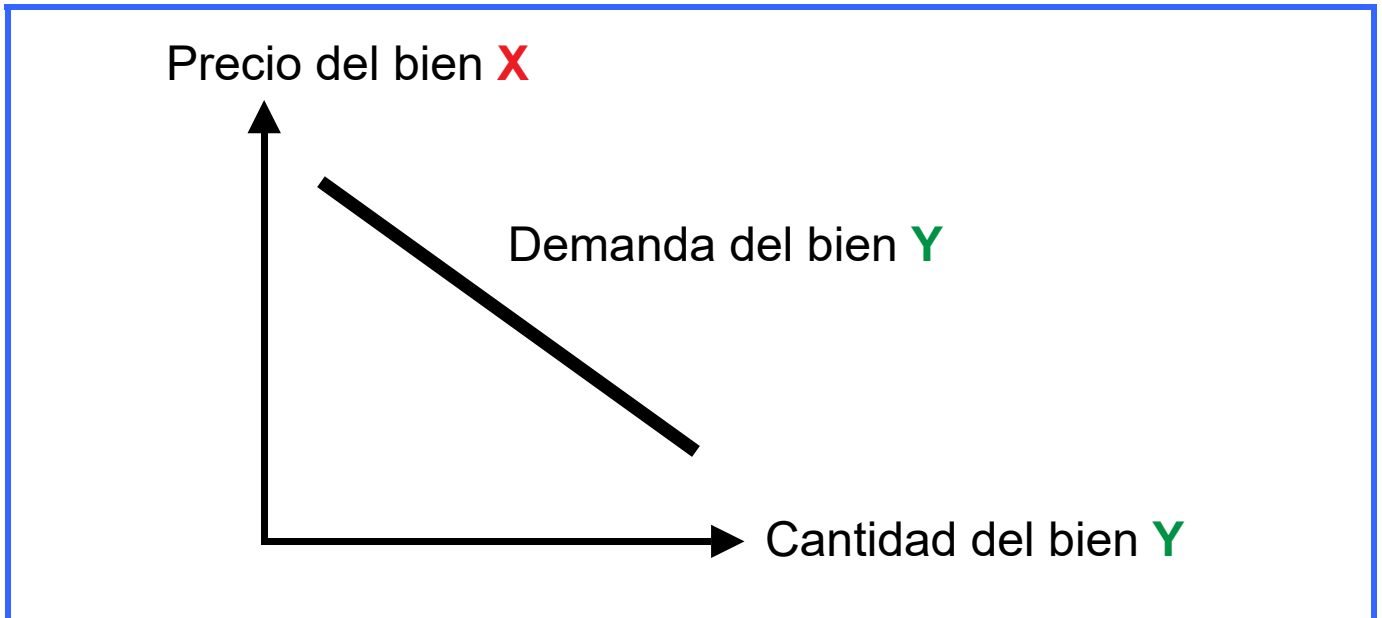 Precio del bien X
Demanda del bien Y
Cantidad del bien Y